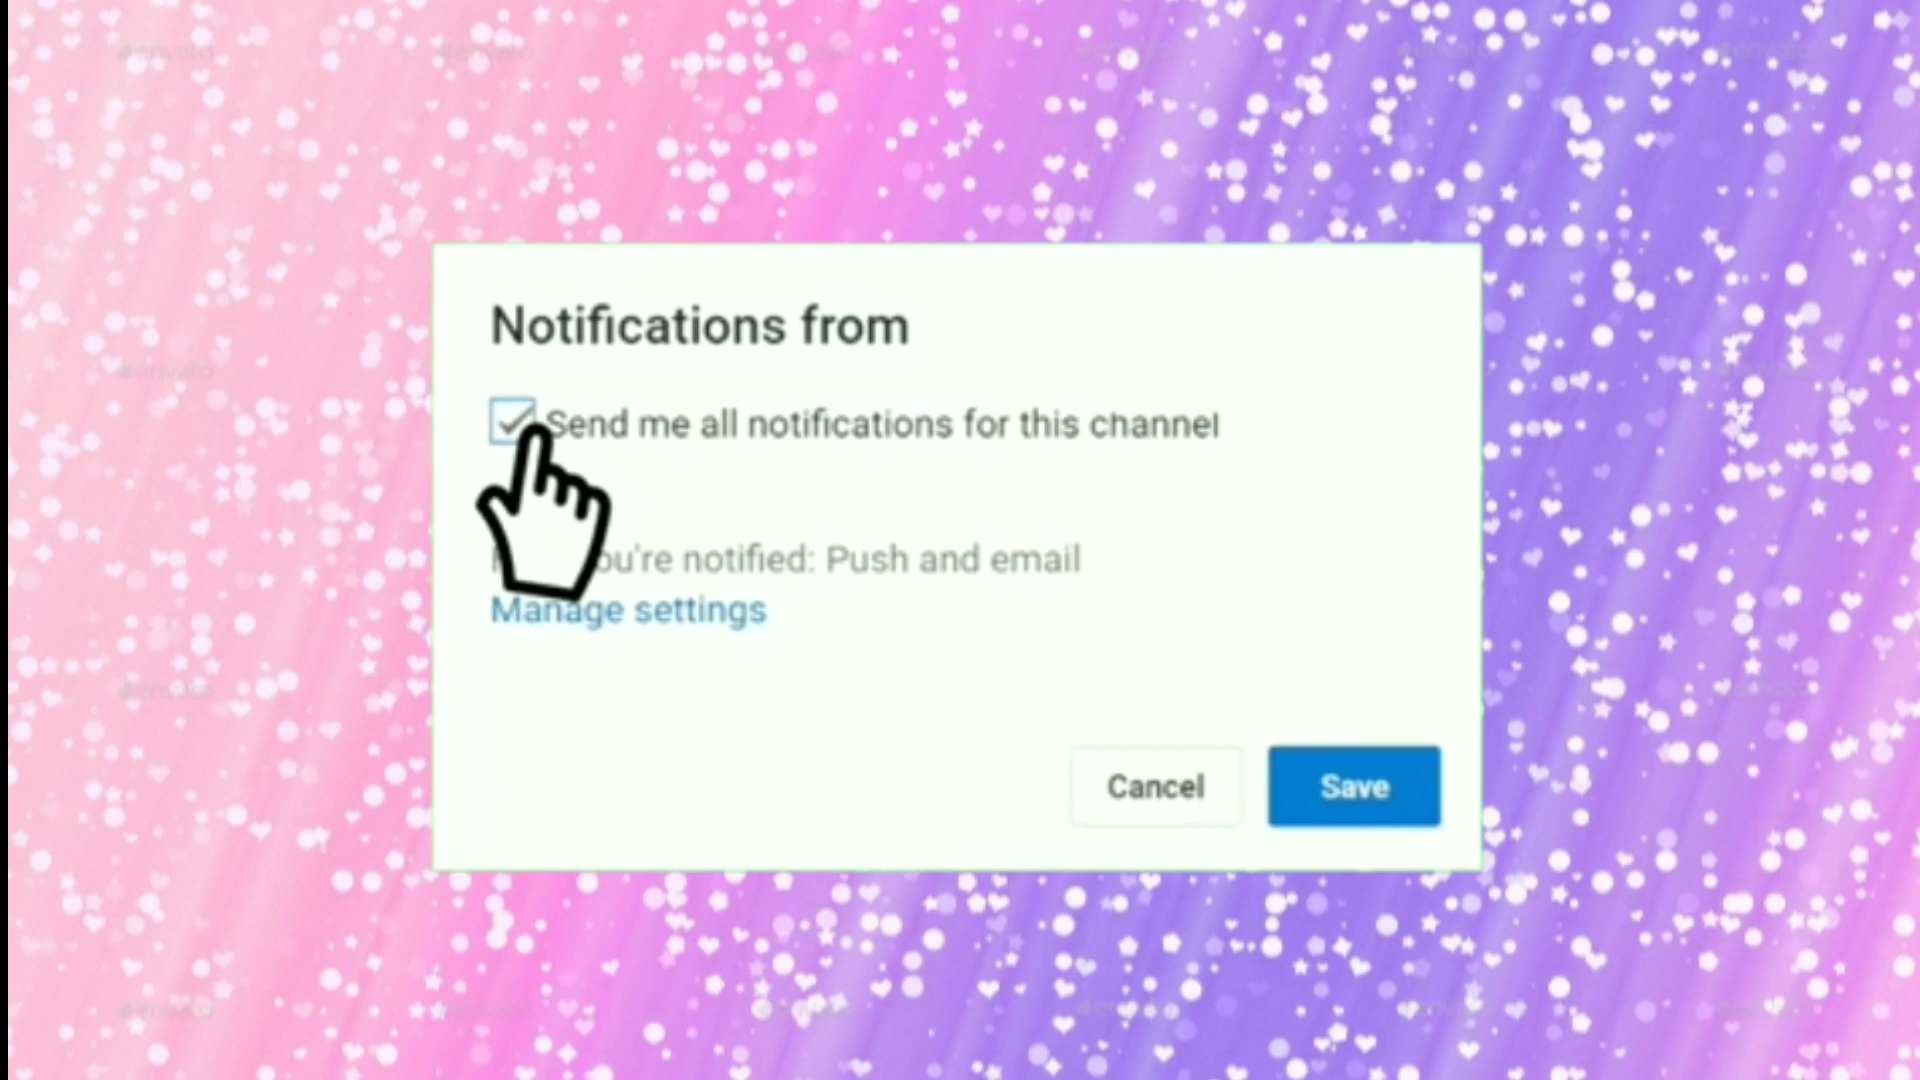 Notifications from
Send me all notifications for this channel
ou're notified: Push and email
Manage settings
Cancel
Save
envato